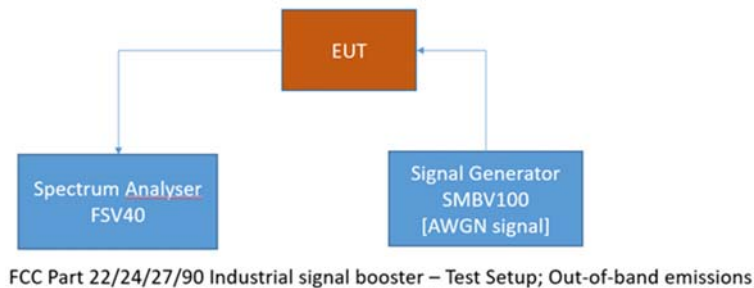 EUT
Spectrum Analyser
FSV40
Signal Generator
SMBV100
[AWGN signal]
FCC Part 22/24/27/90 Industrial signal booster – Test Setup; Out-of-band emissions